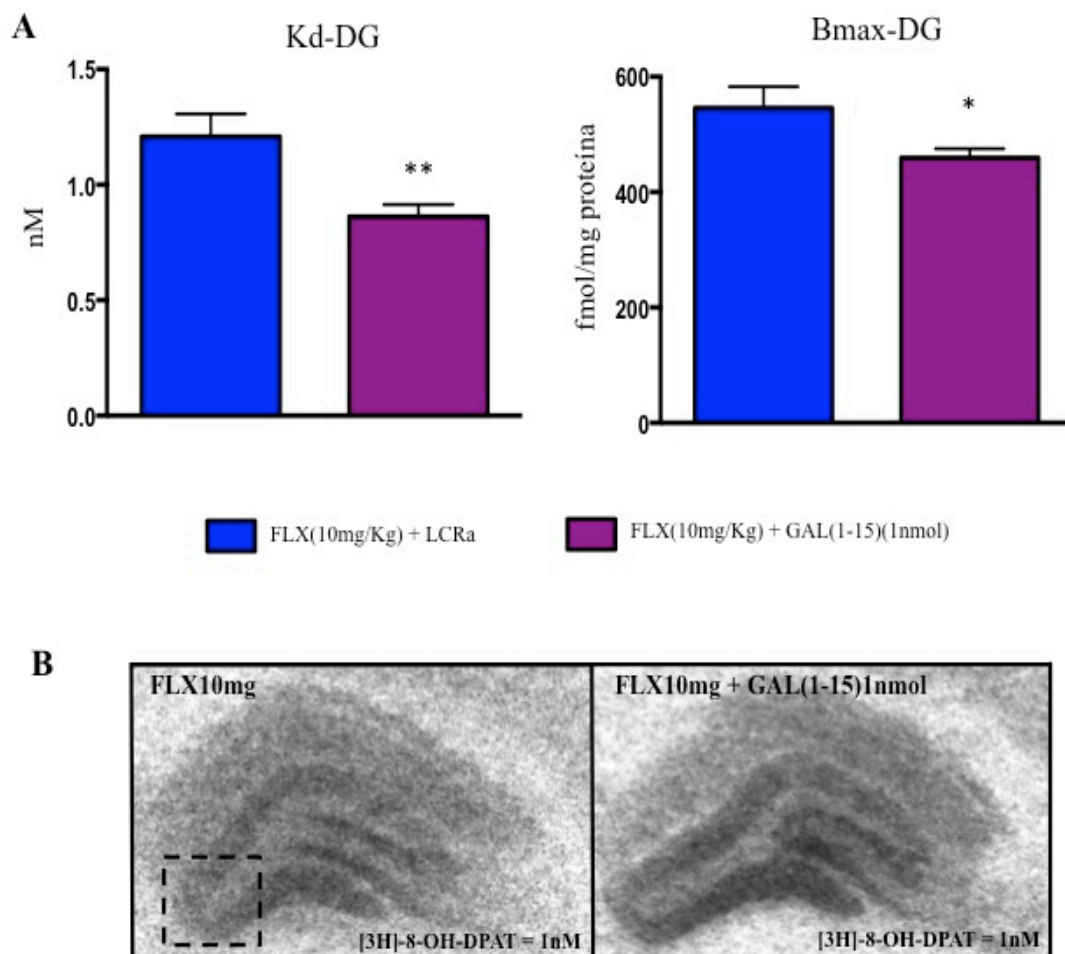 A
Kd-DG
Bmax-DG
1.5
1.0
0.5
0.0
nM
**
600
400
200
0
fmol/mg proteína
*
FLX(10mg/Kg) + LCRa
FLX(10mg/Kg) + GAL(1-15)(1nmol)
B
FLX10mg
FLX10mg + GAL(1-15)1nmol
[3H]-8-OH-DPAT = 1nM
[3H]-8-OH-DPAT = 1nM